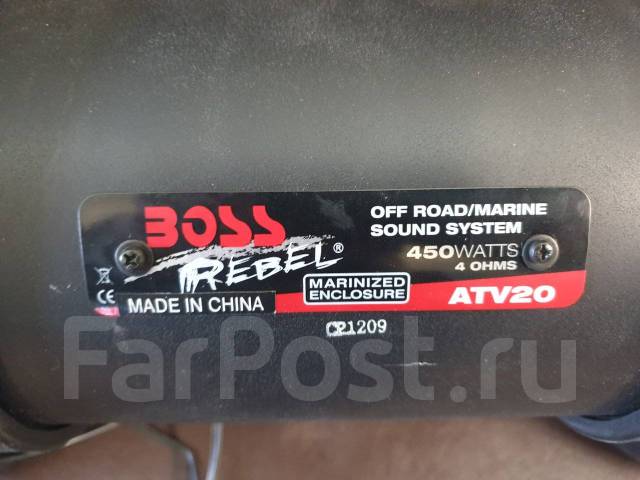 BOSS
REBEL®
OFF ROAD/MARINE
SOUND SYSTEM
450WATTS
4 OHMS
MARINIZED
ENCLOSURE
ATV20
CE
MADE IN CHINA
1209
FarPost.ru